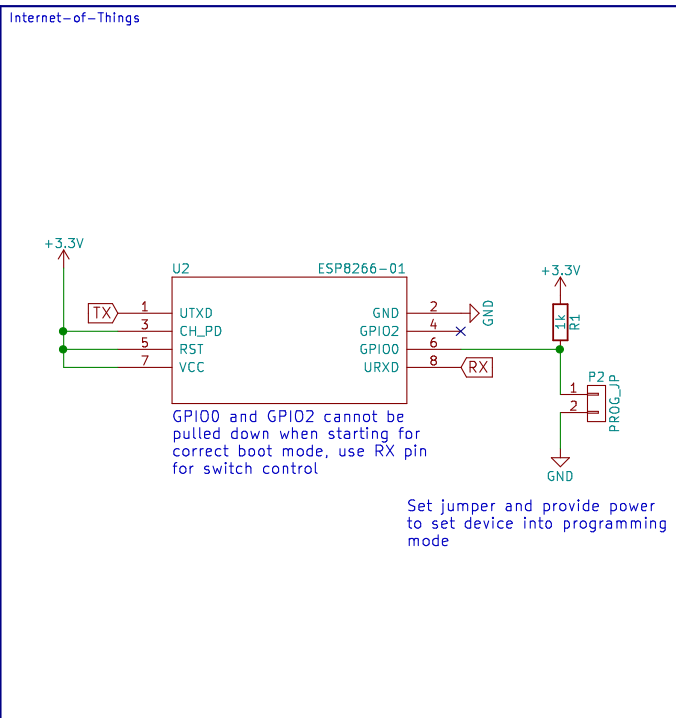 Internet-of-Things
+3.3V
U2
ESP8266-01
+3.3V
TX
1
UTXD
GND
2
GND
1k
R1
3
CH_PD
GPIO2
4
5
RST
GPIO0
6
7
VCC
URXD
8
RX
P2
1
2
PROG_JP
GND
GPIO0 and GPIO2 cannot be
pulled down when starting for
correct boot mode, use RX pin
for switch control
Set jumper and provide power
to set device into programming
mode